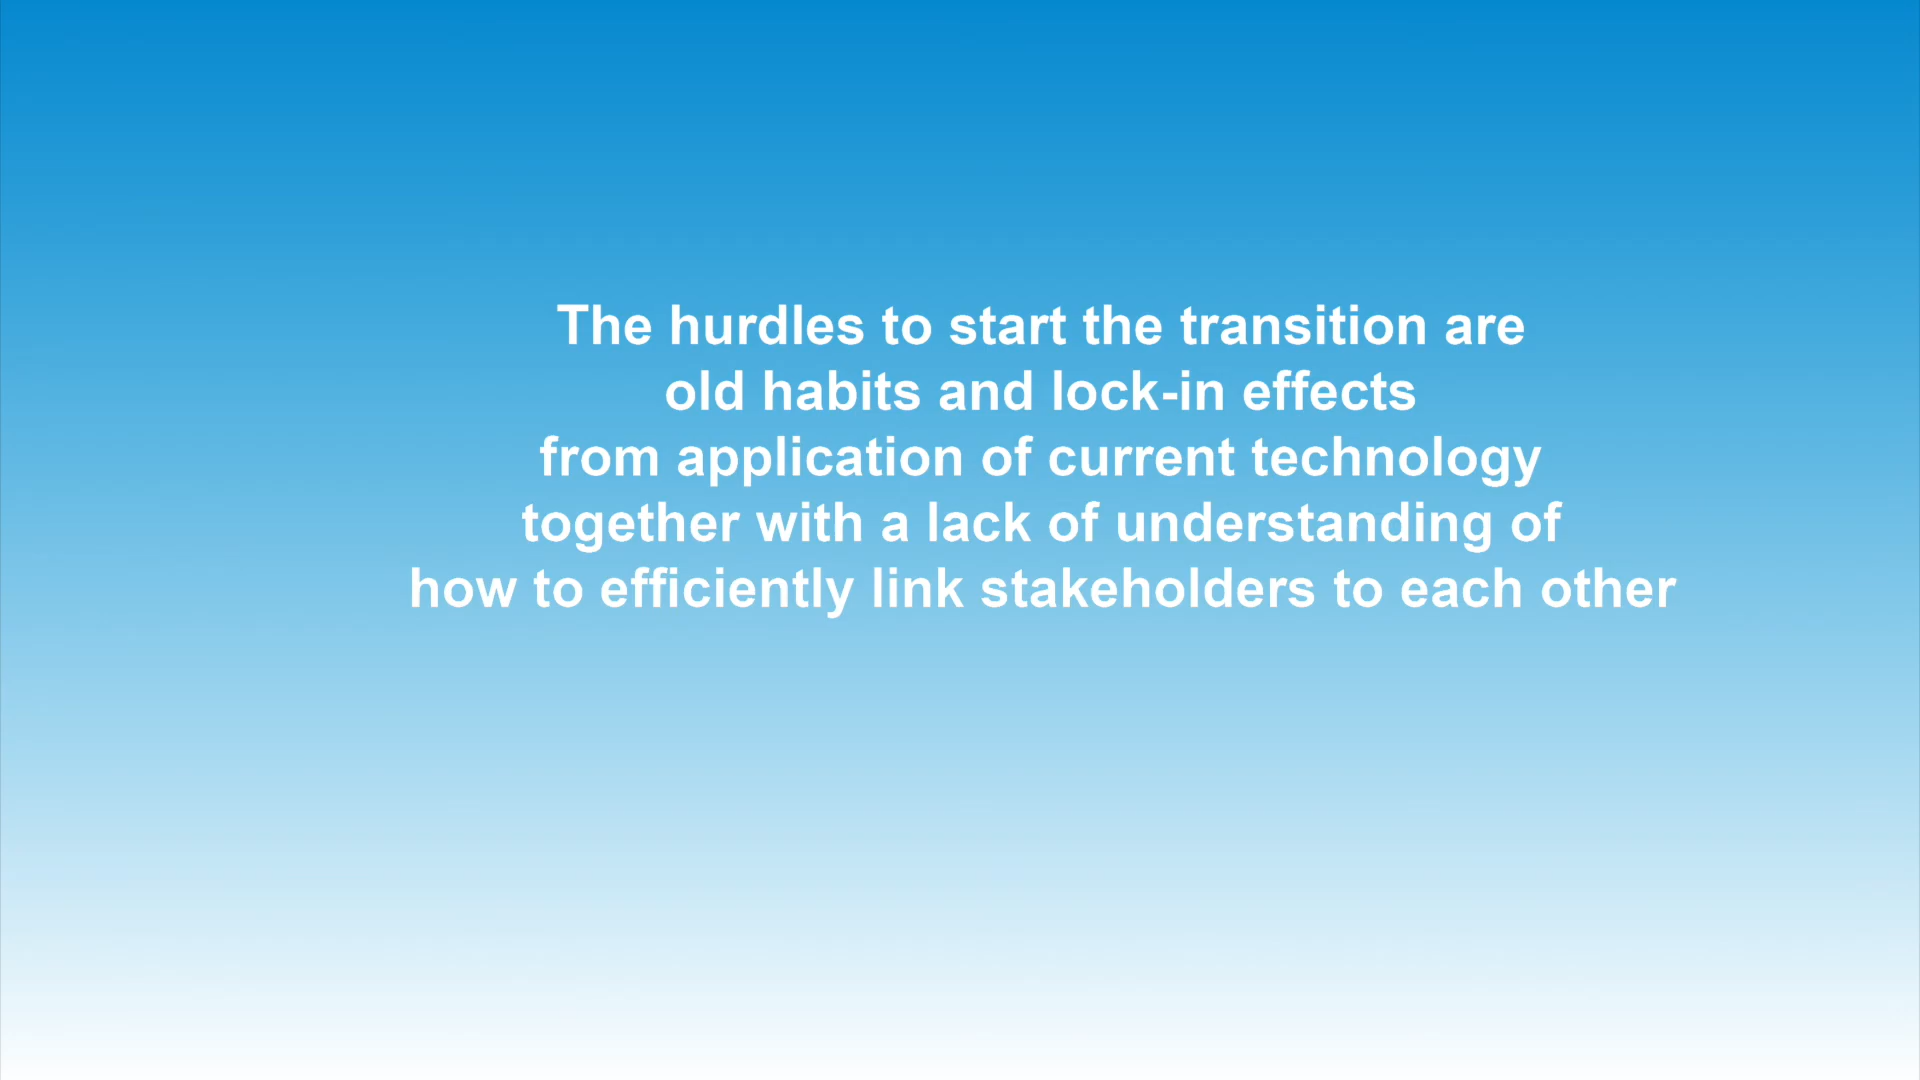 The hurdles to start the transition are
old habits and lock-in effects
from application of current technology
together with a lack of understanding of
how to efficiently link stakeholders to each other